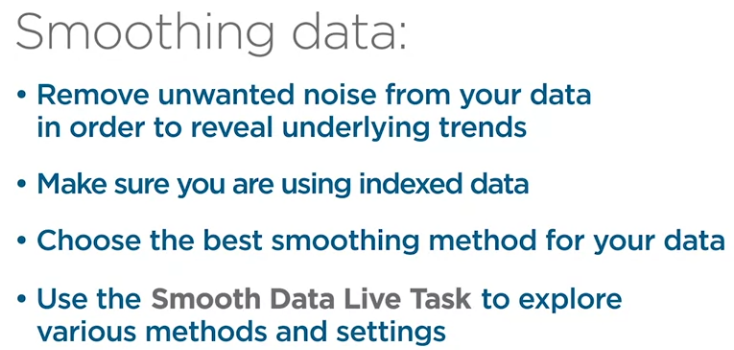 Smoothing data:
• Remove unwanted noise from your data
in order to reveal underlying trends
• Make sure you are using indexed data
• Choose the best smoothing method for your data
• Use the Smooth Data Live Task to explore
various methods and settings